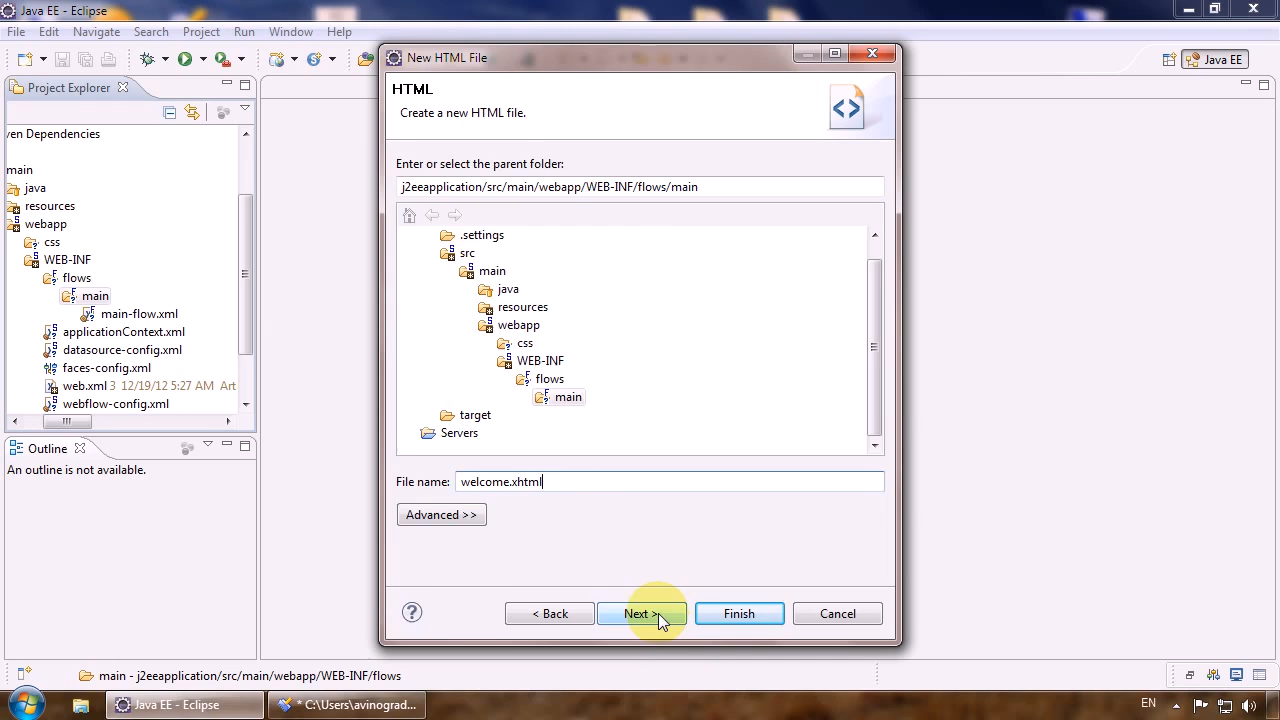 Java EE - Eclipse
File Edit Navigate Search Project Run Window Help
Java EE
Project Explorer
ven Dependencies
main
java
resources
webapp
css
WEB-INF
flows
main
main-flow.xml
applicationContext.xml
datasource-config.xml
faces-config.xml
web.xml 3 12/19/12 5:27 AM Art
webflow-config.xml
Outline
An outline is not available.
New HTML File
HTML
Create a new HTML file.
Enter or select the parent folder:
j2eeapplication/src/main/webapp/WEB-INF/flows/main
.settings
src
main
java
resources
webapp
css
WEB-INF
flows
main
target
Servers
File name: welcome.xhtml
Advanced >>
< Back Next > Finish Cancel
main - j2eeapplication/src/main/webapp/WEB-INF/flows
Java EE - Eclipse * C:\Users\avinograd... EN